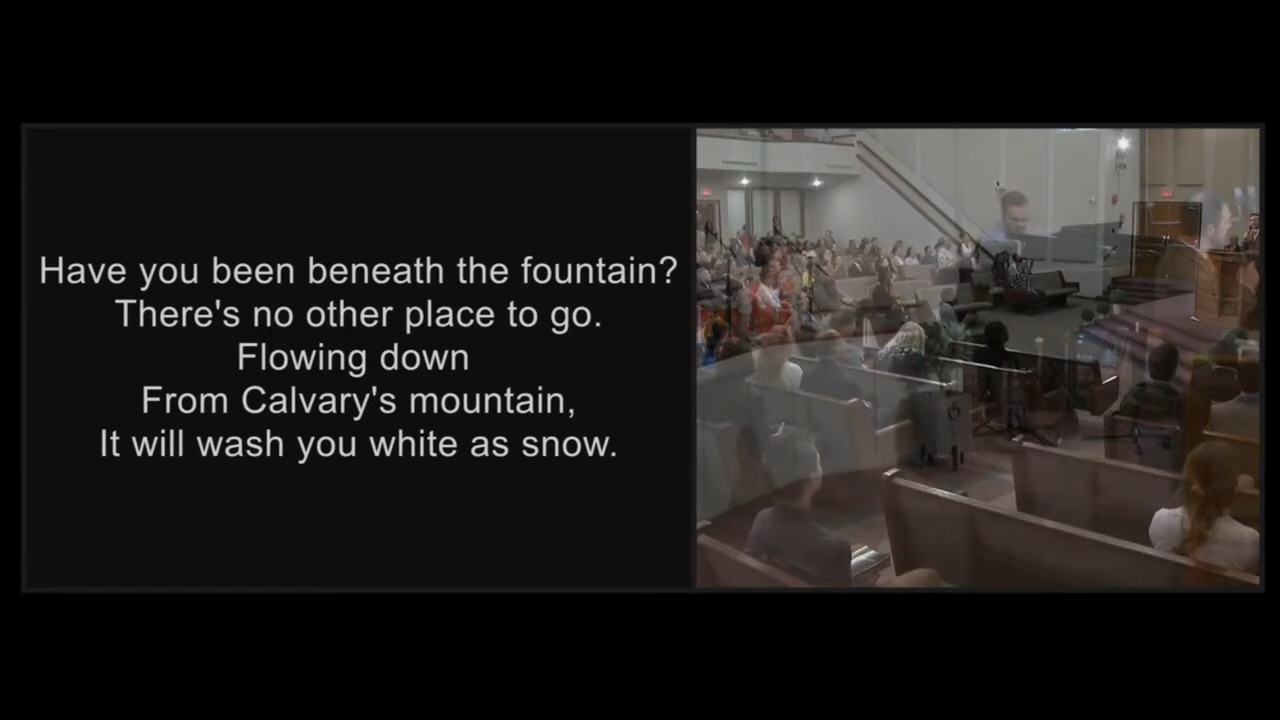 Have you been beneath the fountain?
There's no other place to go.
Flowing down
From Calvary's mountain,
It will wash you white as snow.